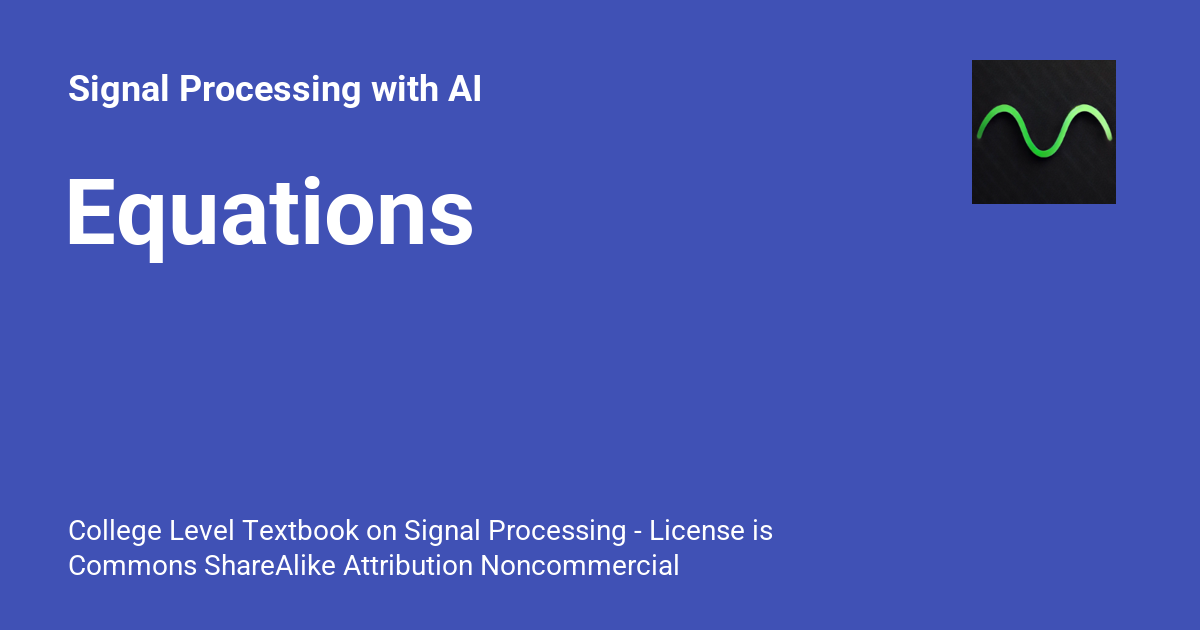 Signal Processing with AI
Equations
College Level Textbook on Signal Processing - License is
Commons ShareAlike Attribution Noncommercial